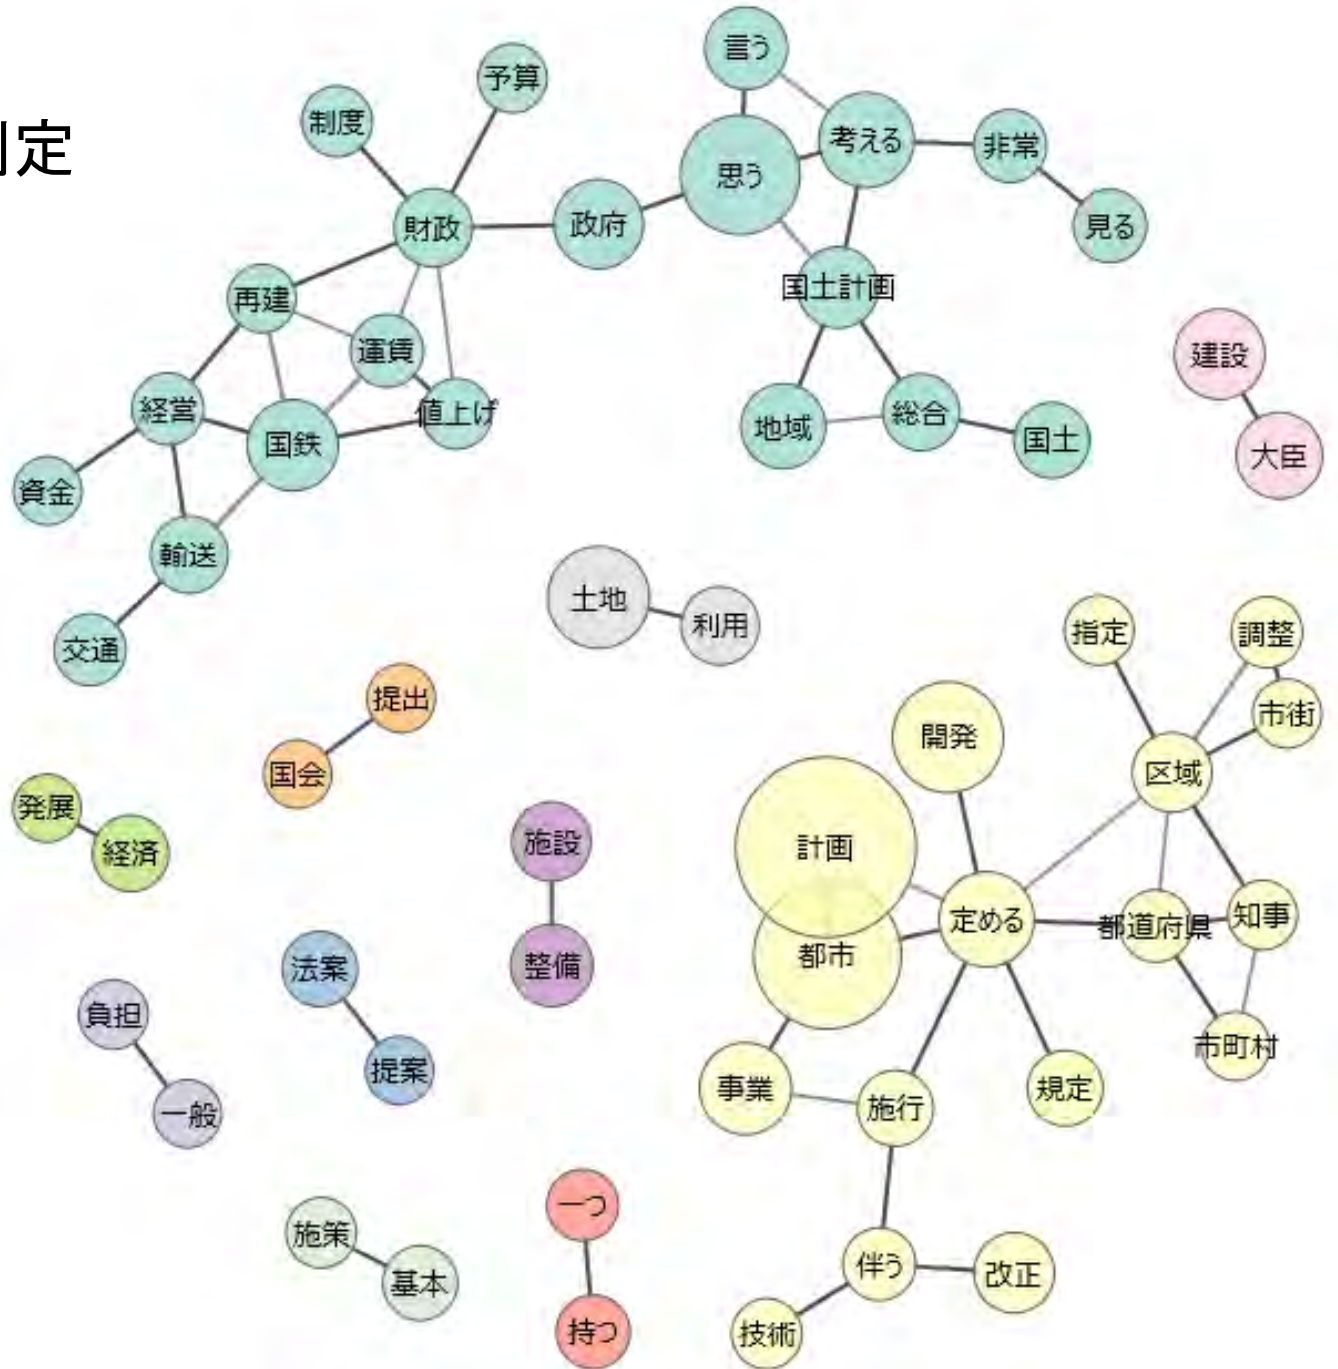 定
言う
予算
制度
考える
非常
思う
見る
財政
政府
国土計画
再建
運賃
建設
経営
値上げ
総合
地域
国鉄
国土
大臣
資金
輸送
土地
利用
指定
調整
交通
提出
市街
開発
国会
区域
発展
施設
計画
経済
知事
定める
都道府県
都市
法案
整備
負担
市町村
提案
事業
規定
施行
一般
一つ
施策
伴う
改正
基本
持つ
技術